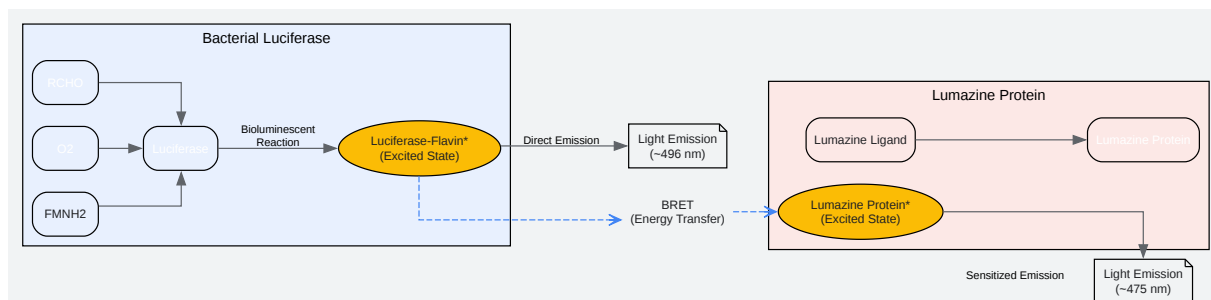 Bacterial Luciferase
RCHO
O2
FMNH2
Luciferase
Bioluminescent
Reaction
Luciferase-Flavin*
(Excited State)
Direct Emission
Light Emission
(~496 nm)
BRET
(Energy Transfer)
Lumazine Protein
Lumazine Ligand
Lumazine Protein
Lumazine Protein*
(Excited State)
Sensitized Emission
Light Emission
(~475 nm)